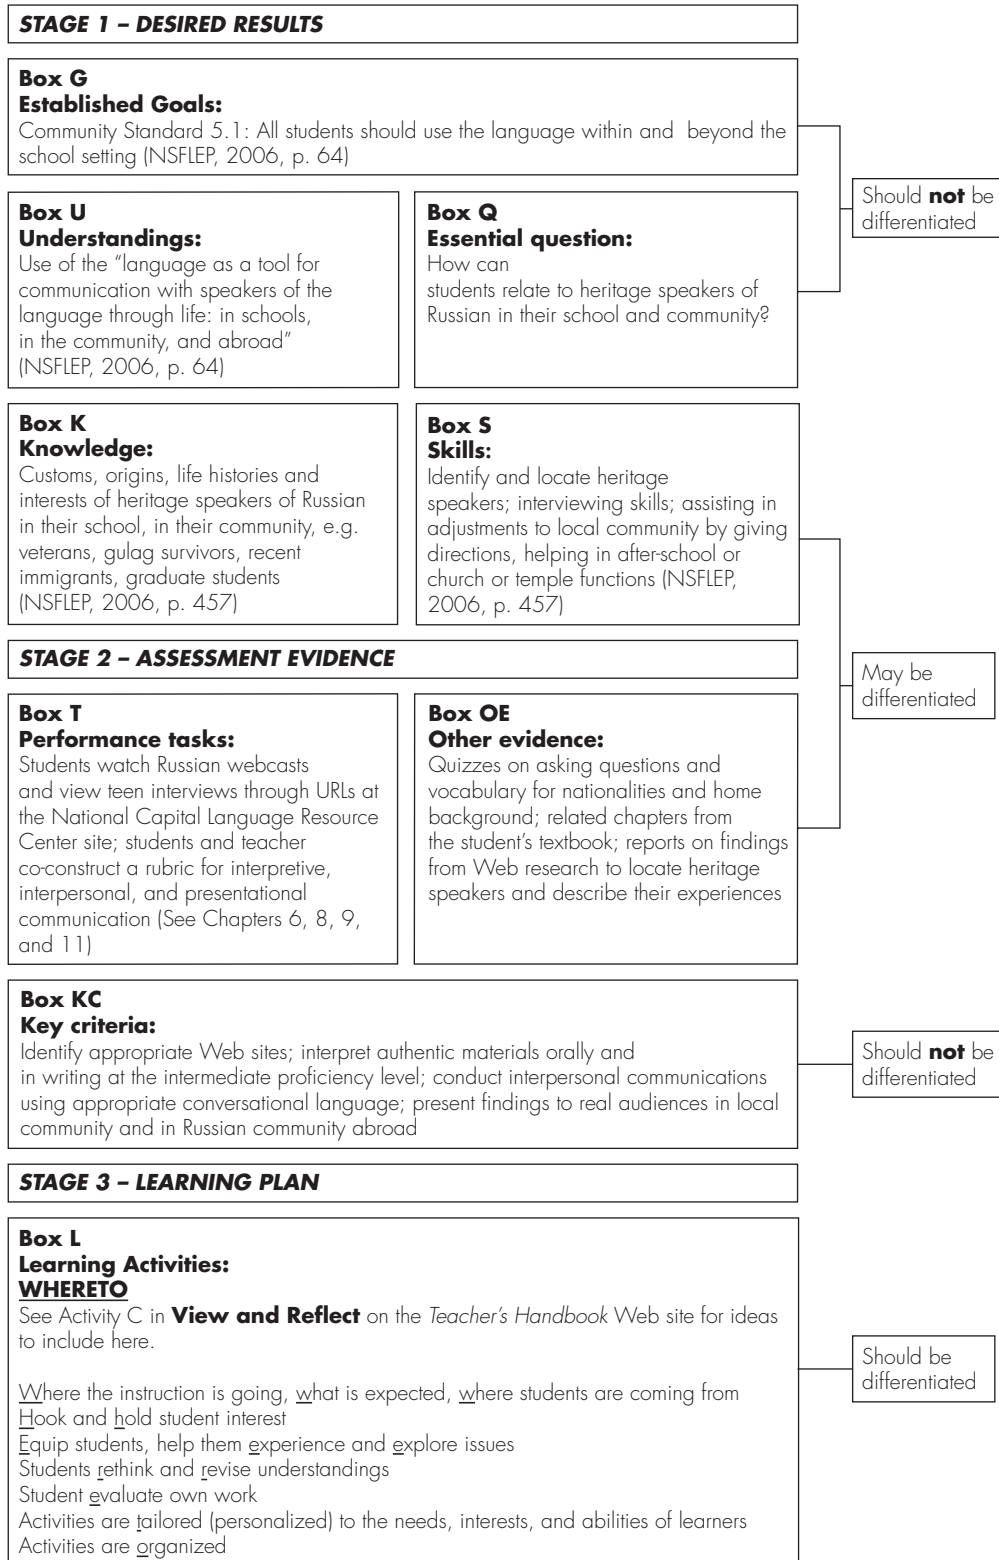 STAGE 1 – DESIRED RESULTS
Box G
Established Goals:
Community Standard 5.1: All students should use the language within and beyond the
school setting (NSFLEP, 2006, p. 64)
Should not be
differentiated
Box U
Understandings:
Use of the “language as a tool for
communication with speakers of the
language through life: in schools,
in the community, and abroad”
(NSFLEP, 2006, p. 64)
Box Q
Essential question:
How can
students relate to heritage speakers of
Russian in their school and community?
Box K
Knowledge:
Customs, origins, life histories and
interests of heritage speakers of Russian
in their school, in their community, e.g.
veterans, gulag survivors, recent
immigrants, graduate students
(NSFLEP, 2006, p. 457)
Box S
Skills:
Identify and locate heritage
speakers; interviewing skills; assisting in
adjustments to local community by giving
directions, helping in after-school or
church or temple functions (NSFLEP,
2006, p. 457)
STAGE 2 – ASSESSMENT EVIDENCE
May be
differentiated
Box T
Performance tasks:
Students watch Russian webcasts
and view teen interviews through URLs at
the National Capital Language Resource
Center site; students and teacher
co-construct a rubric for interpretive,
interpersonal, and presentational
communication (See Chapters 6, 8, 9,
and 11)
Box OE
Other evidence:
Quizzes on asking questions and
vocabulary for nationalities and home
background; related chapters from
the student’s textbook; reports on findings
from Web research to locate heritage
speakers and describe their experiences
Box KC
Key criteria:
Identify appropriate Web sites; interpret authentic materials orally and
in writing at the intermediate proficiency level; conduct interpersonal communications
using appropriate conversational language; present findings to real audiences in local
community and in Russian community abroad
Should not be
differentiated
STAGE 3 – LEARNING PLAN
Box L
Learning Activities:
WHERETO
See Activity C in View and Reflect on the Teacher’s Handbook Web site for ideas
to include here.
Where the instruction is going, what is expected, where students are coming from
Hook and hold student interest
Equip students, help them experience and explore issues
Students rethink and revise understandings
Student evaluate own work
Activities are tailored (personalized) to the needs, interests, and abilities of learners
Activities are organized
Should be
differentiated